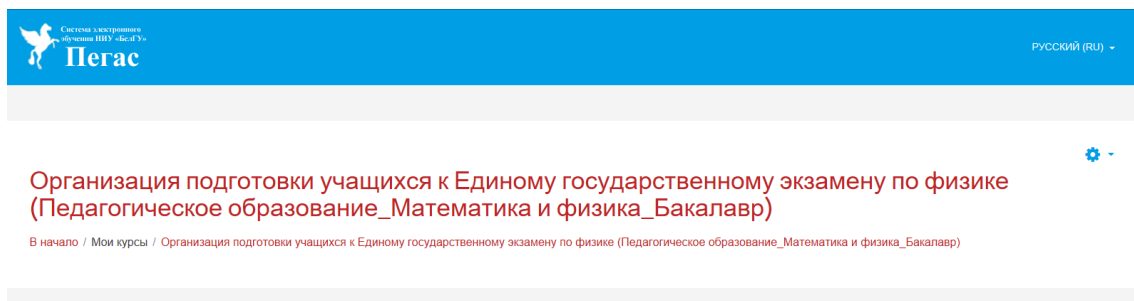 Система электронного
обучения НИУ «БелГУ»
Пегас
РУССКИЙ (RU)
Организация подготовки учащихся к Единому государственному экзамену по физике
(Педагогическое образование_Математика и физика_Бакалавр)
В начало / Мои курсы / Организация подготовки учащихся к Единому государственному экзамену по физике (Педагогическое образование_Математика и физика_Бакалавр)